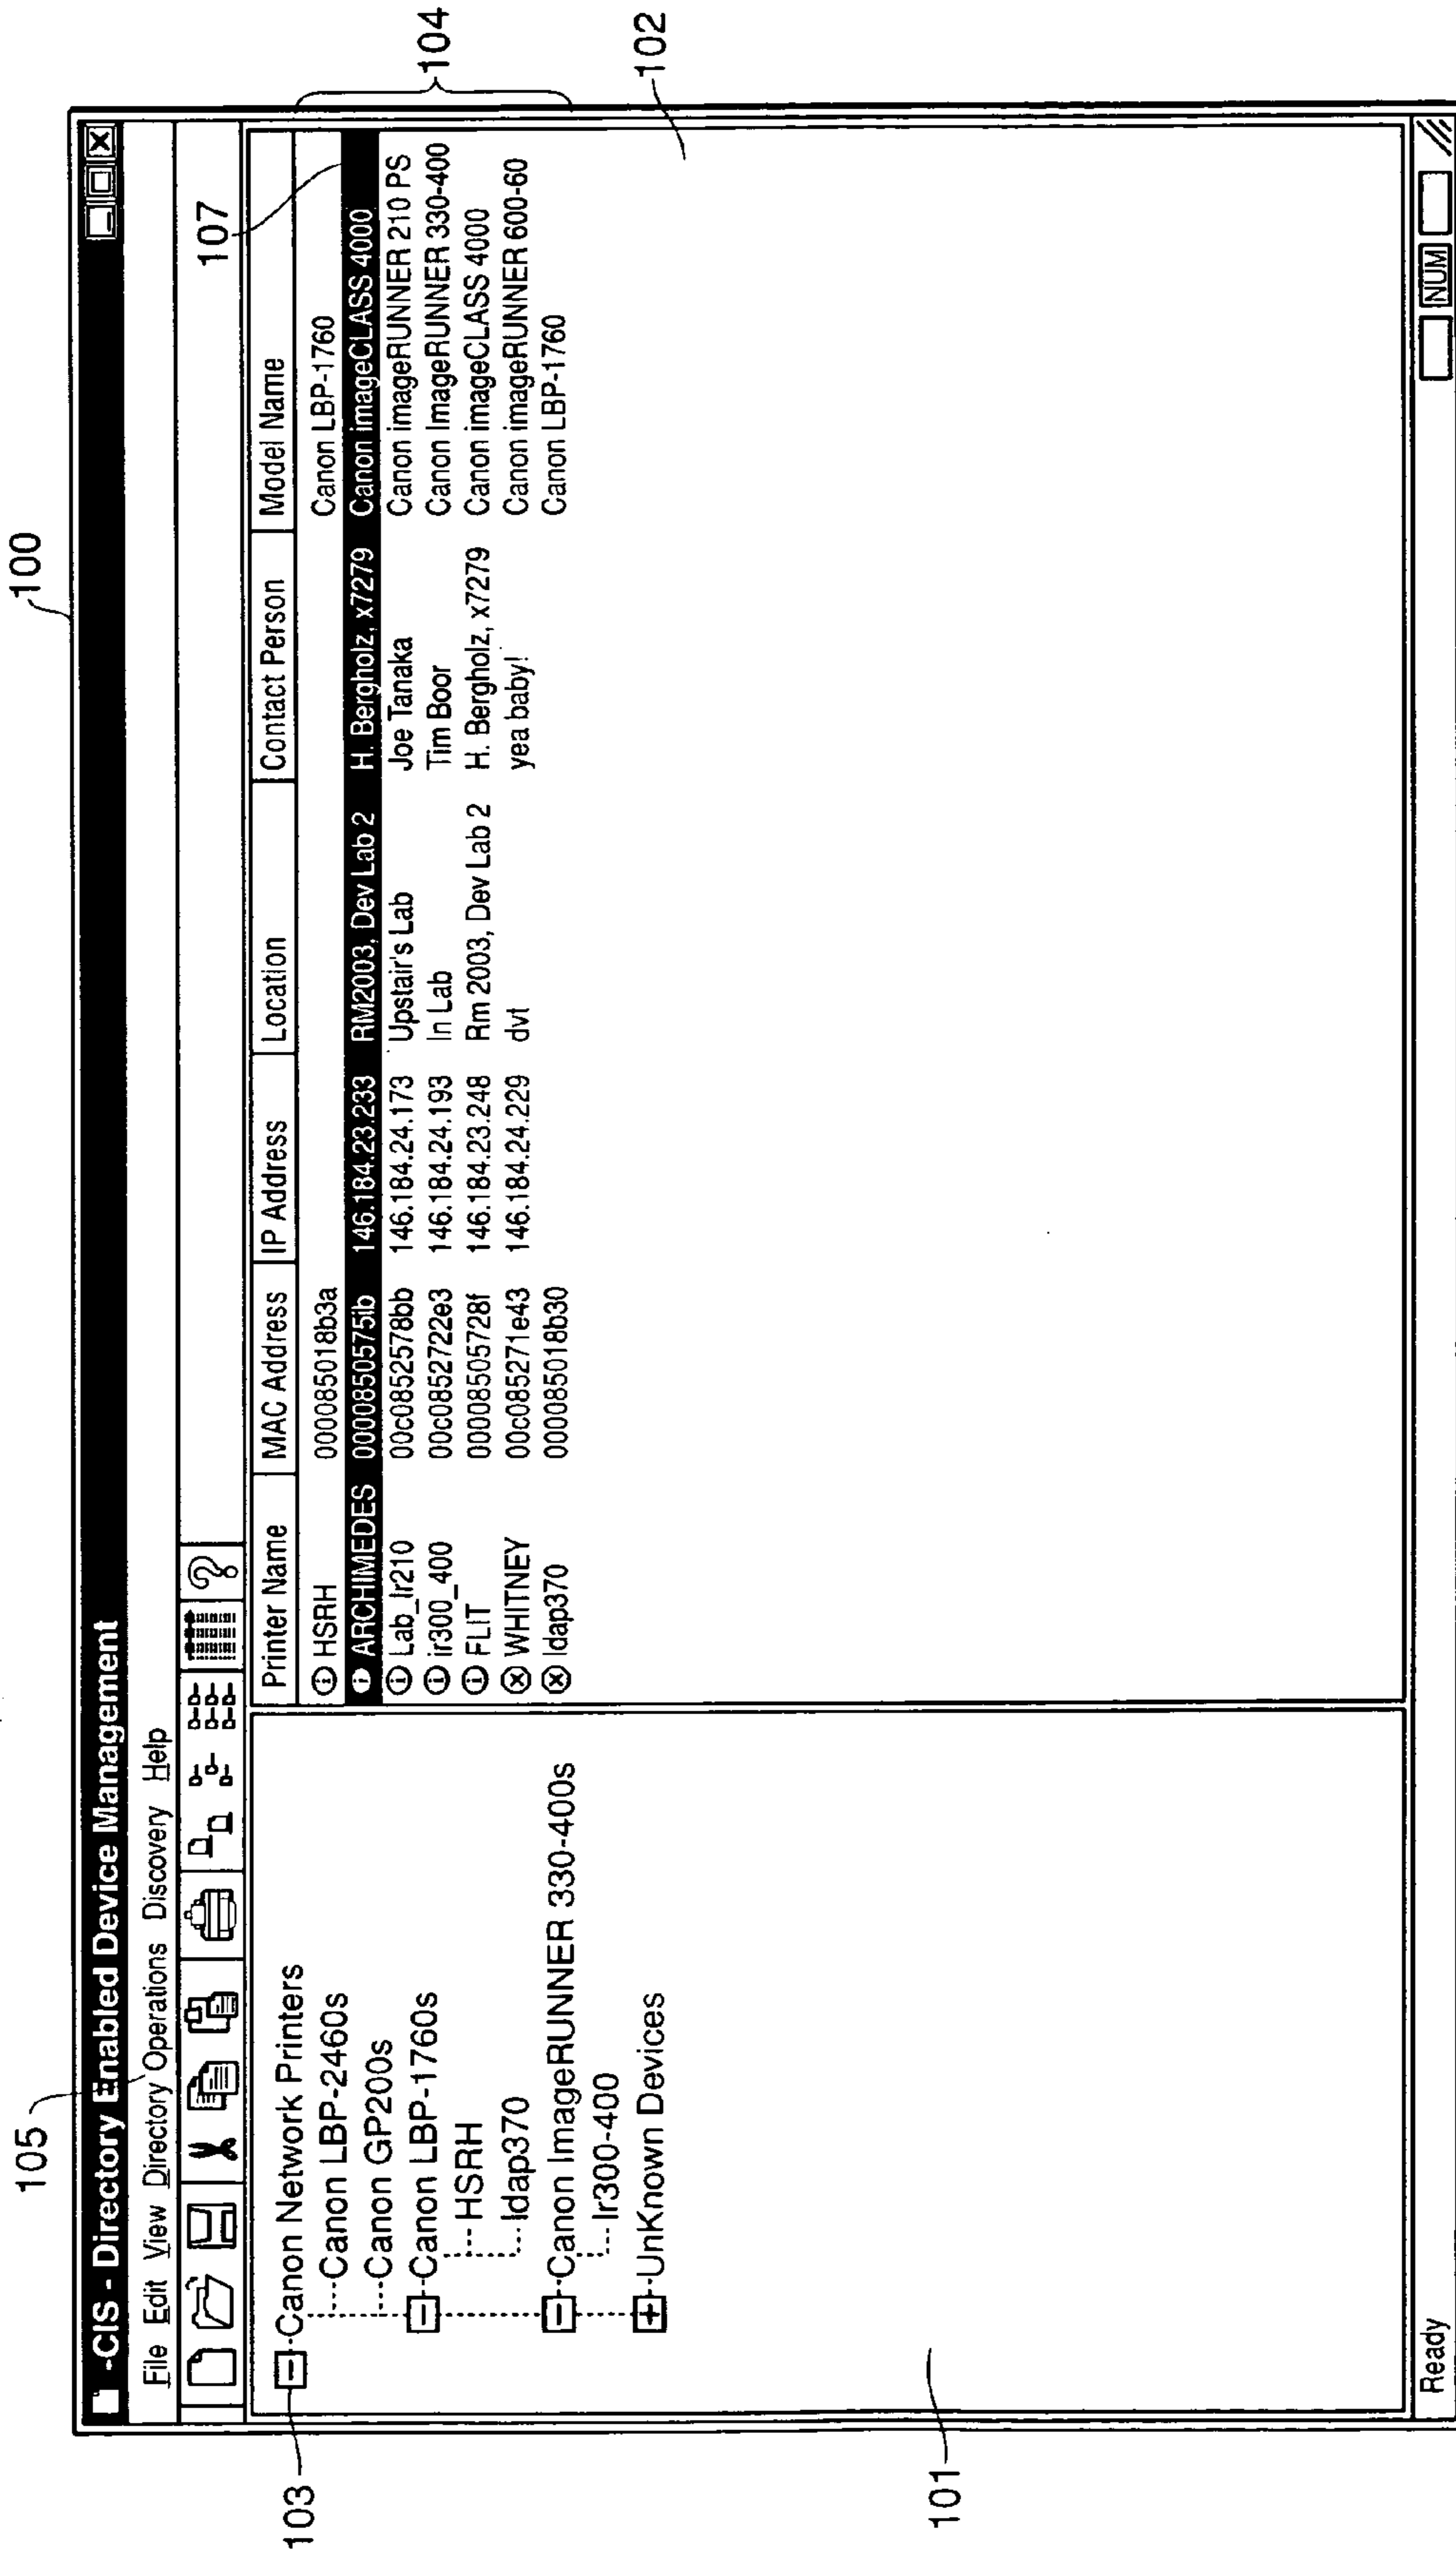 100
-CIS - Directory Enabled Device Management
105
File Edit View Directory Operations Discovery Help
107
103
Canon Network Printers
Canon LBP-2460s
Canon GP200s
Canon LBP-1760s
HSRH
ldap370
Canon ImageRUNNER 330-400s
Ir300-400
UnKnown Devices
101
Printer Name MAC Address IP Address Location Contact Person Model Name
HSRH 000085018b3a Canon LBP-1760
ARCHIMEDES 00008505751b 146.184.23.233 RM2003, Dev Lab 2 H. Bergholz, x7279 Canon imageCLASS 4000
Lab_Ir210 00c0852578bb 146.184.24.173 Upstair's Lab Joe Tanaka Canon imageRUNNER 210 PS
ir300_400 00c0852722e3 146.184.24.193 In Lab Tim Boor Canon ImageRUNNER 330-400
FLIT 00008505728f 146.184.23.248 Rm 2003, Dev Lab 2 H. Bergholz, x7279 Canon imageCLASS 4000
WHITNEY 00c085271e43 146.184.24.229 dvt yea baby! Canon imageRUNNER 600-60
ldap370 000085018b30 Canon LBP-1760
104
102
Ready NUM